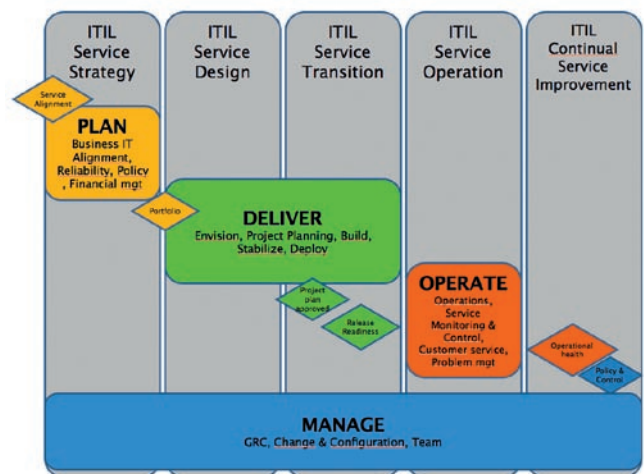 ITIL
Service
Strategy
ITIL
Service
Design
ITIL
Service
Transition
ITIL
Service
Operation
ITIL
Continual
Service
Improvement
Service
Alignment
PLAN
Business IT
Alignment,
Reliability, Policy
, Financial mgt
Portfolio
DELIVER
Envision, Project Planning, Build,
Stabilize, Deploy
Project
plan
approved
Release
Readiness
OPERATE
Operations,
Service
Monitoring &
Control,
Customer service,
Problem mgt
Operational
health
Policy &
Control
MANAGE
GRC, Change & Configuration, Team